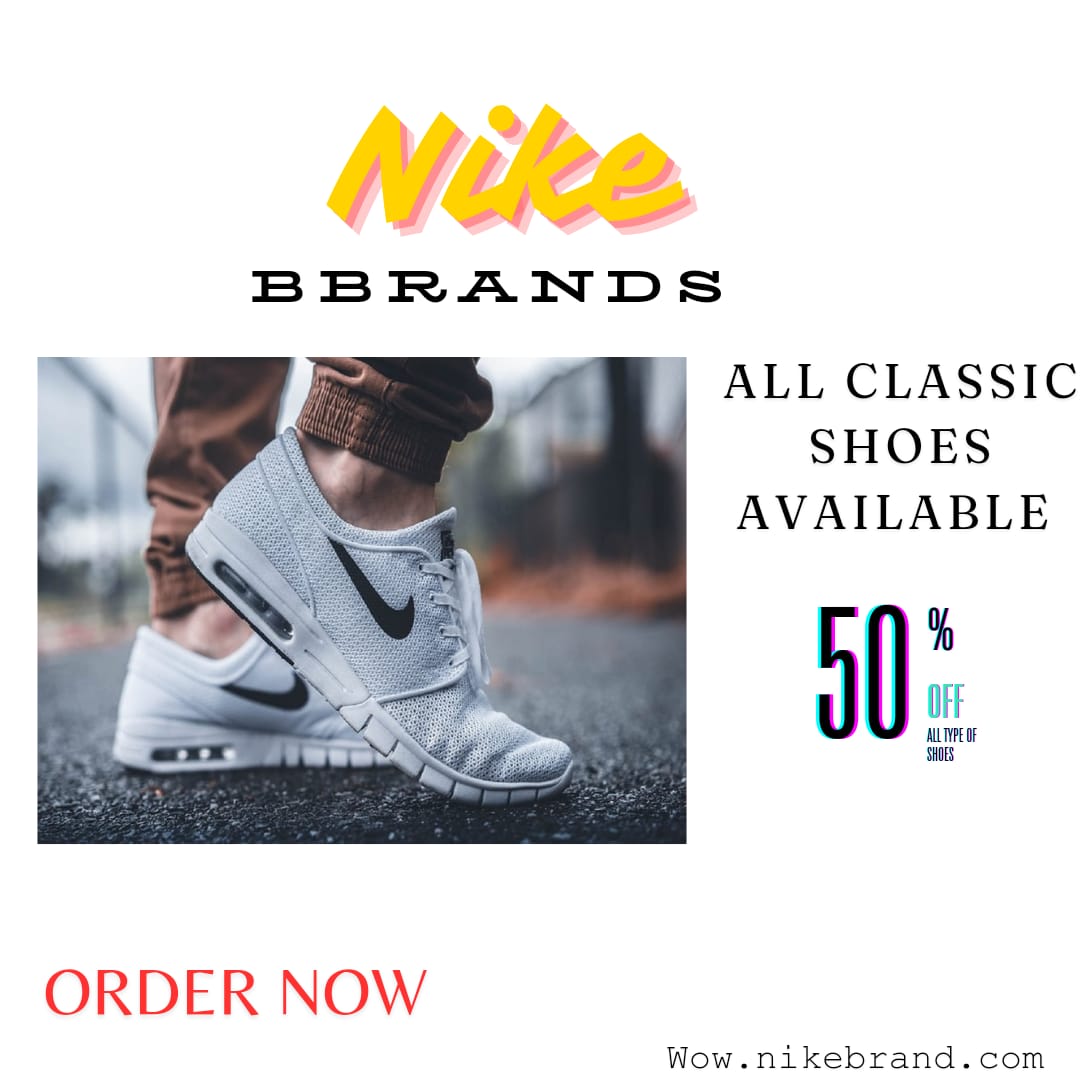 Nike
BBRANDS
ALL CLASSIC
SHOES
AVAILABLE
50 %
OFF
ALL TYPE OF
SHOES
ORDER NOW
Wow.nikebrand.com